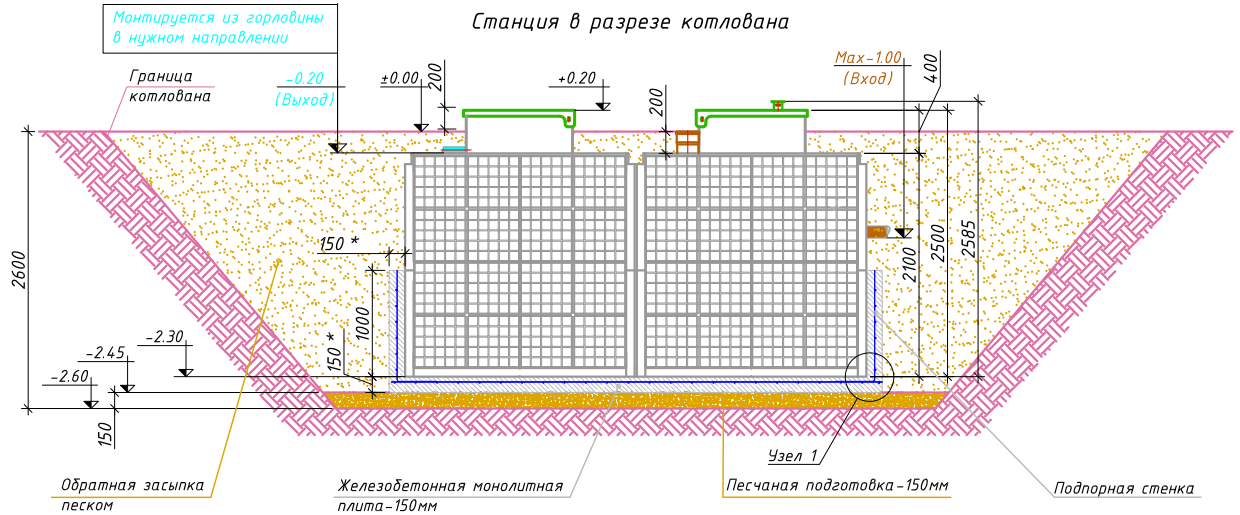 Станция в разрезе котлована
Монтируется из горловины
в нужном направлении
Граница
котлована
-0.20
(Выход)
±0.00
200
+0.20
200
Max-1.00
(Вход)
400
2600
150 *
1000
150 *
2100
2500
2585
-2.30
-2.45
-2.60
150
Узел 1
Обратная засыпка
песком
Железобетонная монолитная
плита-150мм
Песчаная подготовка-150мм
Подпорная стенка